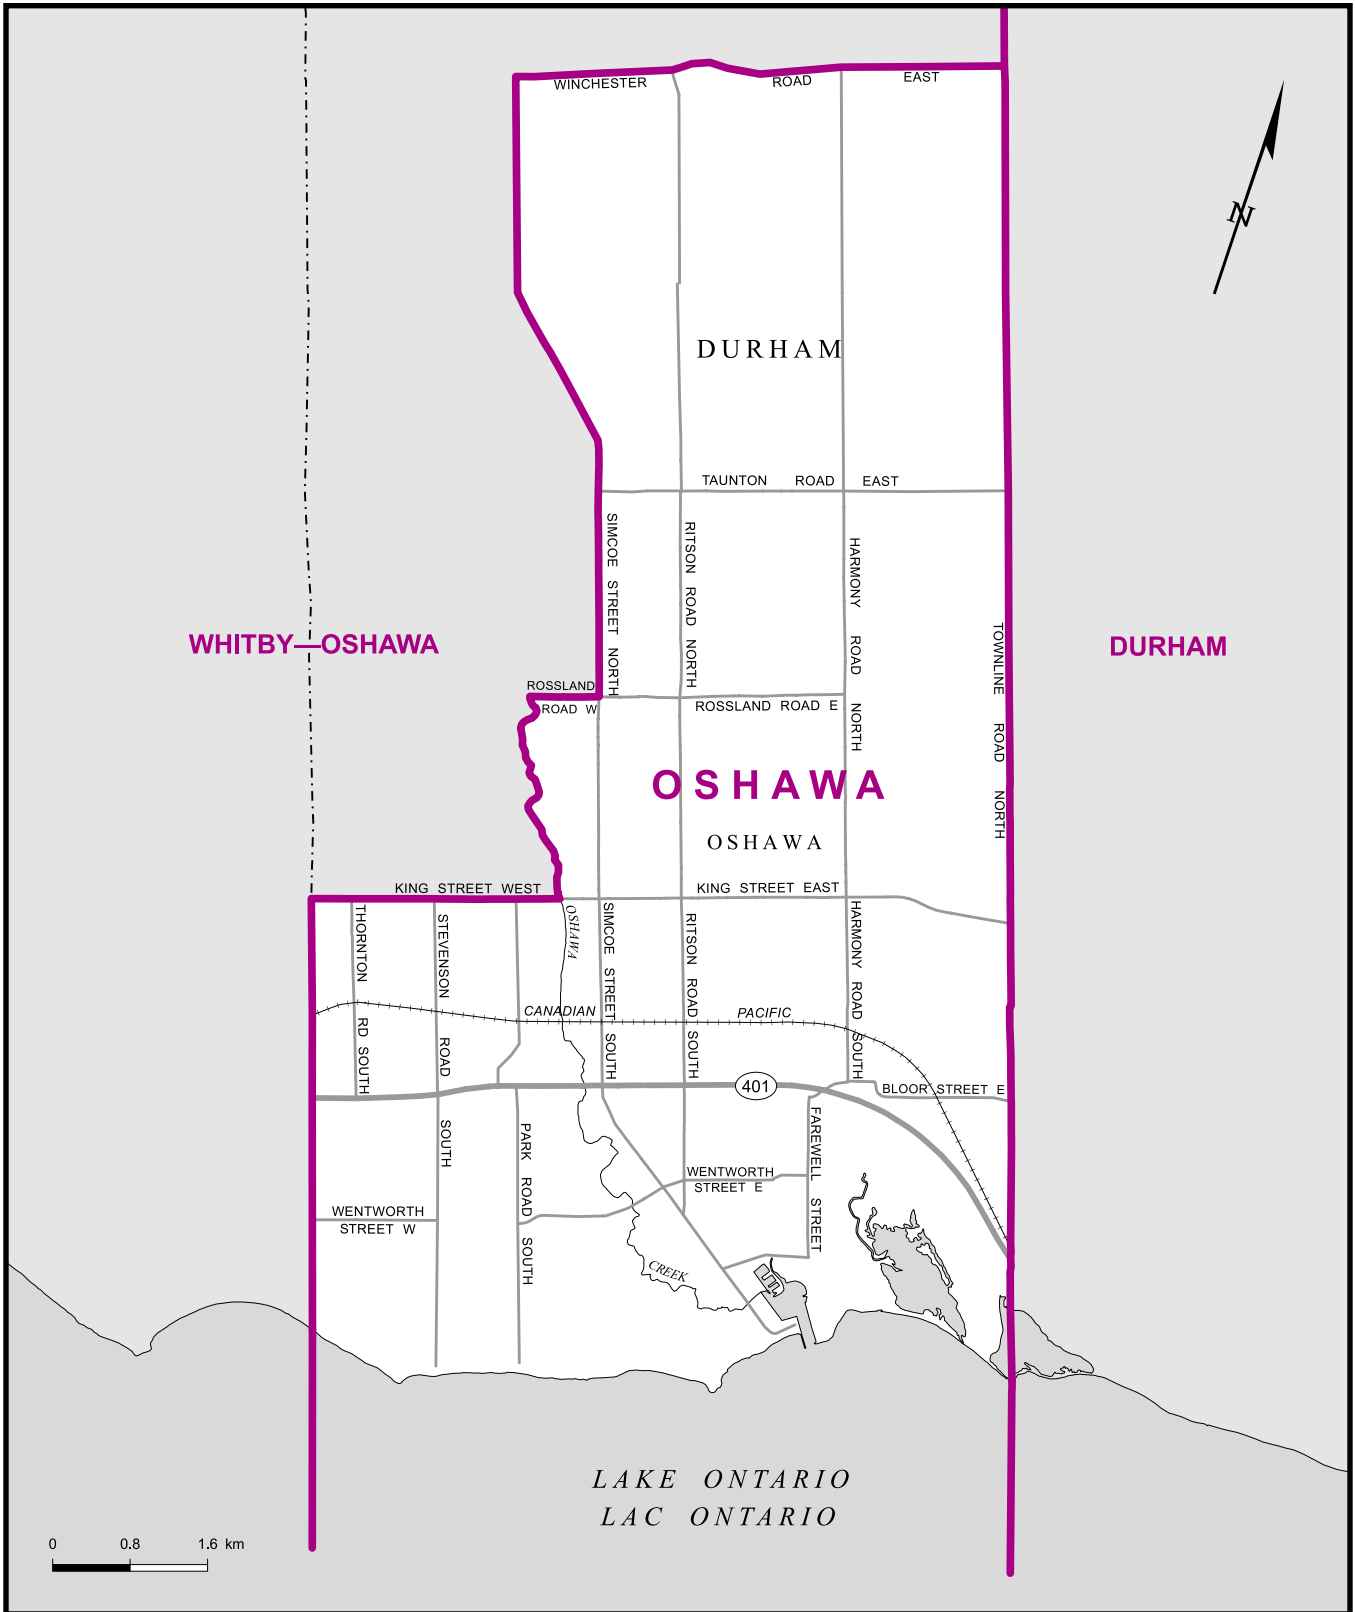 WINCHESTER ROAD EAST
N
DURHAM
TAUNTON ROAD EAST
SIMCOE STREET NORTH
RITSON ROAD NORTH
HARMONY ROAD NORTH
TOWNLINE ROAD NORTH
WHITBY—OSHAWA
DURHAM
ROSSLAND
ROAD W
ROSSLAND ROAD E
OSHAWA
OSHAWA
KING STREET WEST
KING STREET EAST
THORNTON RD SOUTH
STEVENSON ROAD SOUTH
OSHAWA
SIMCOE STREET SOUTH
RITSON ROAD SOUTH
HARMONY ROAD SOUTH
CANADIAN PACIFIC
401
BLOOR STREET E
PARK ROAD SOUTH
FAREWELL STREET
WENTWORTH
STREET E
WENTWORTH
STREET W
CREEK
LAKE ONTARIO
LAC ONTARIO
0 0.8 1.6 km